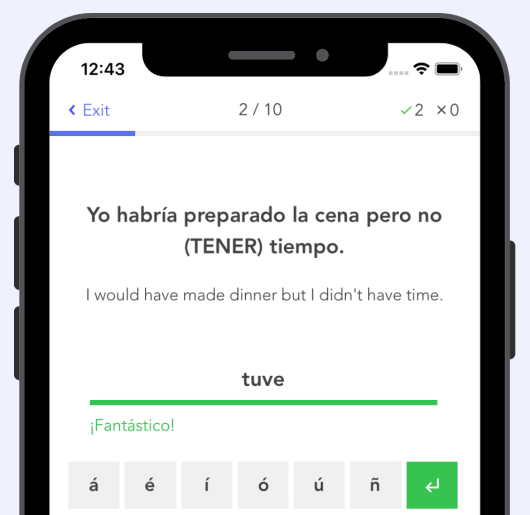 12:43
Exit
2 / 10
✓2 ×0
Yo habría preparado la cena pero no
(TENER) tiempo.
I would have made dinner but I didn't have time.
tuve
¡Fantástico!
á é í ó ú ñ